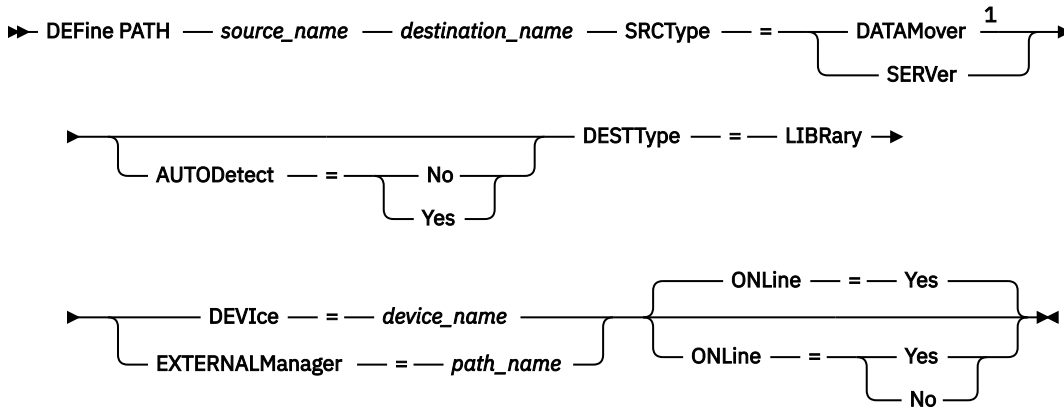 DEFine PATH source_name destination_name SRCType = DATAMover 1
SERVer
AUTODetect = No
Yes
DESTType = LIBRary
DEVIce = device_name
EXTERNALManager = path_name
ONLine = Yes
ONLine = Yes
No